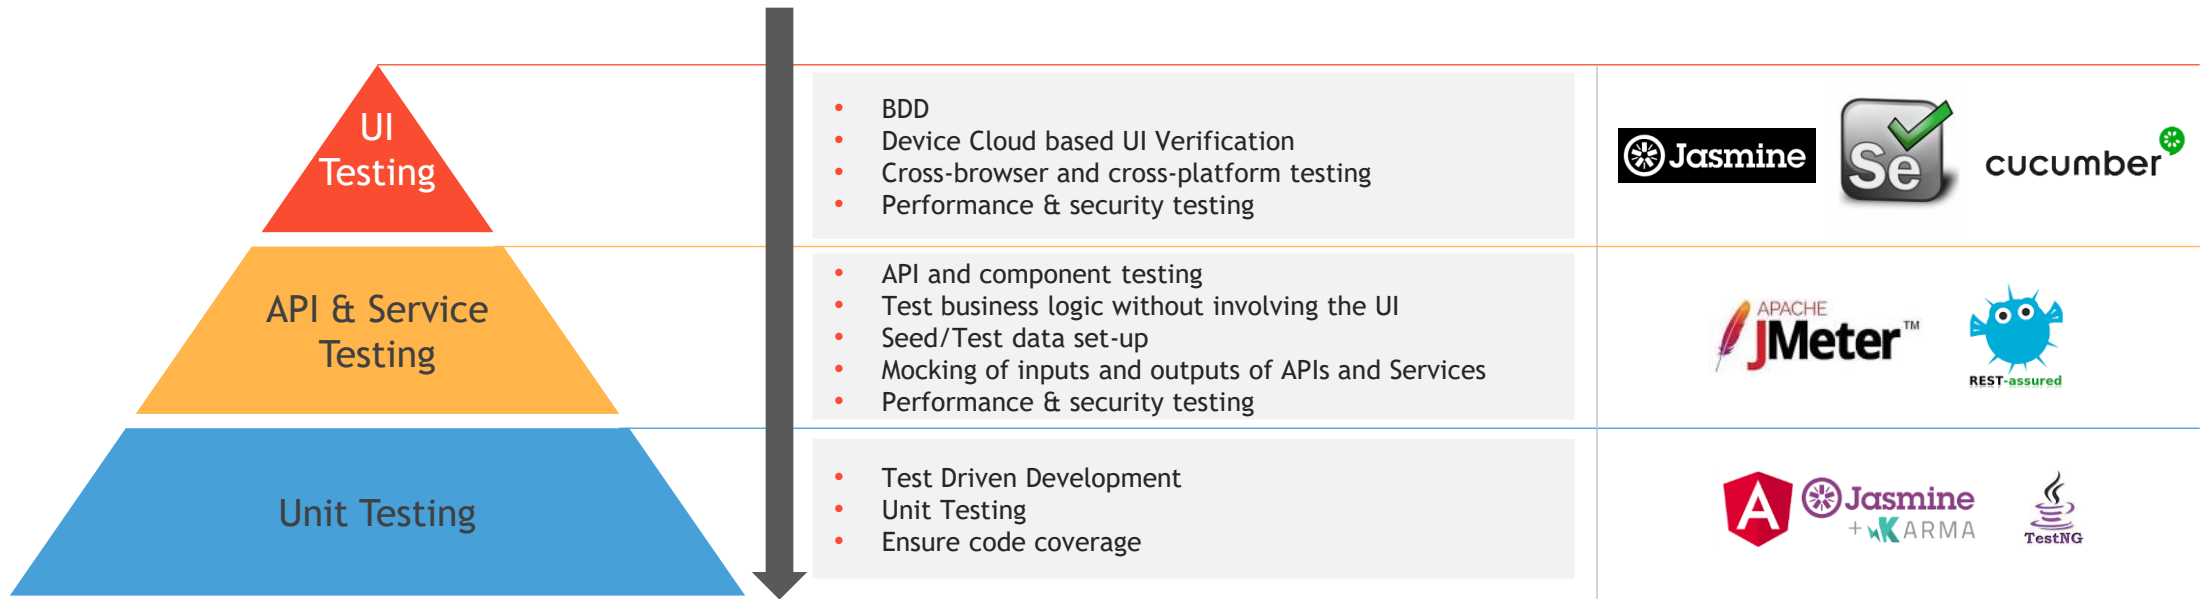 UI
Testing
• BDD
• Device Cloud based UI Verification
• Cross-browser and cross-platform testing
• Performance & security testing
Jasmine
Se
cucumber
API & Service
Testing
• API and component testing
• Test business logic without involving the UI
• Seed/Test data set-up
• Mocking of inputs and outputs of APIs and Services
• Performance & security testing
APACHE
JMeter™
REST-assured
Unit Testing
• Test Driven Development
• Unit Testing
• Ensure code coverage
A
Jasmine
+ KARMA
TestNG